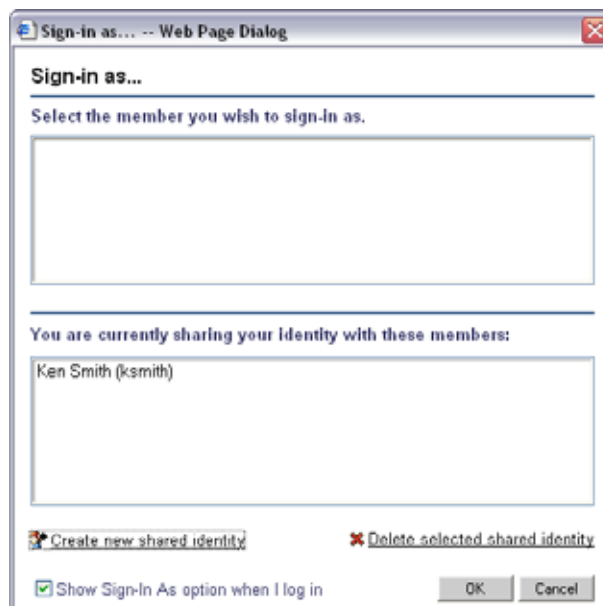 Sign-in as... -- Web Page Dialog
Sign-in as...
Select the member you wish to sign-in as.
You are currently sharing your identity with these members:
Ken Smith (ksmith)
Create new shared identity Delete selected shared identity
Show Sign-In As option when I log in OK Cancel